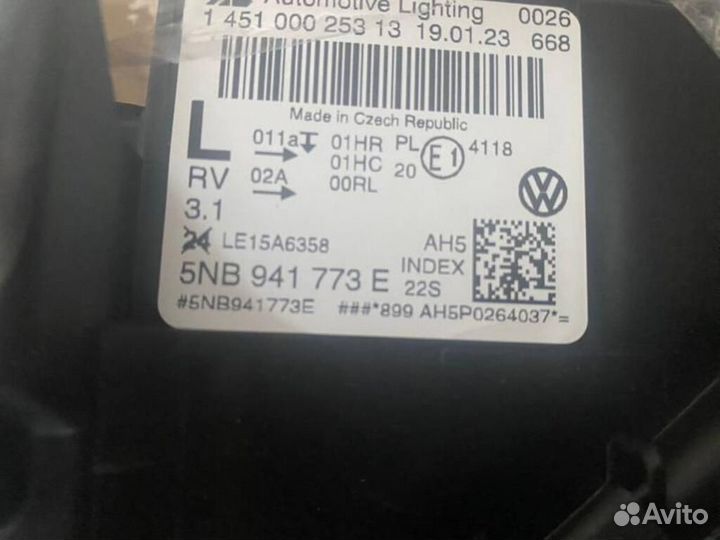 Automotive Lighting 0026
1 451 000 253 13 19.01.23 668
Made in Czech Republic
L 011a 01HR PL E1 4118
01HC 20
RV 02A 00RL
3.1
24 LE15A6358 AH5
5NB 941 773 E INDEX 22S
#5NB941773E ###*899 AH5P0264037*=
Avito